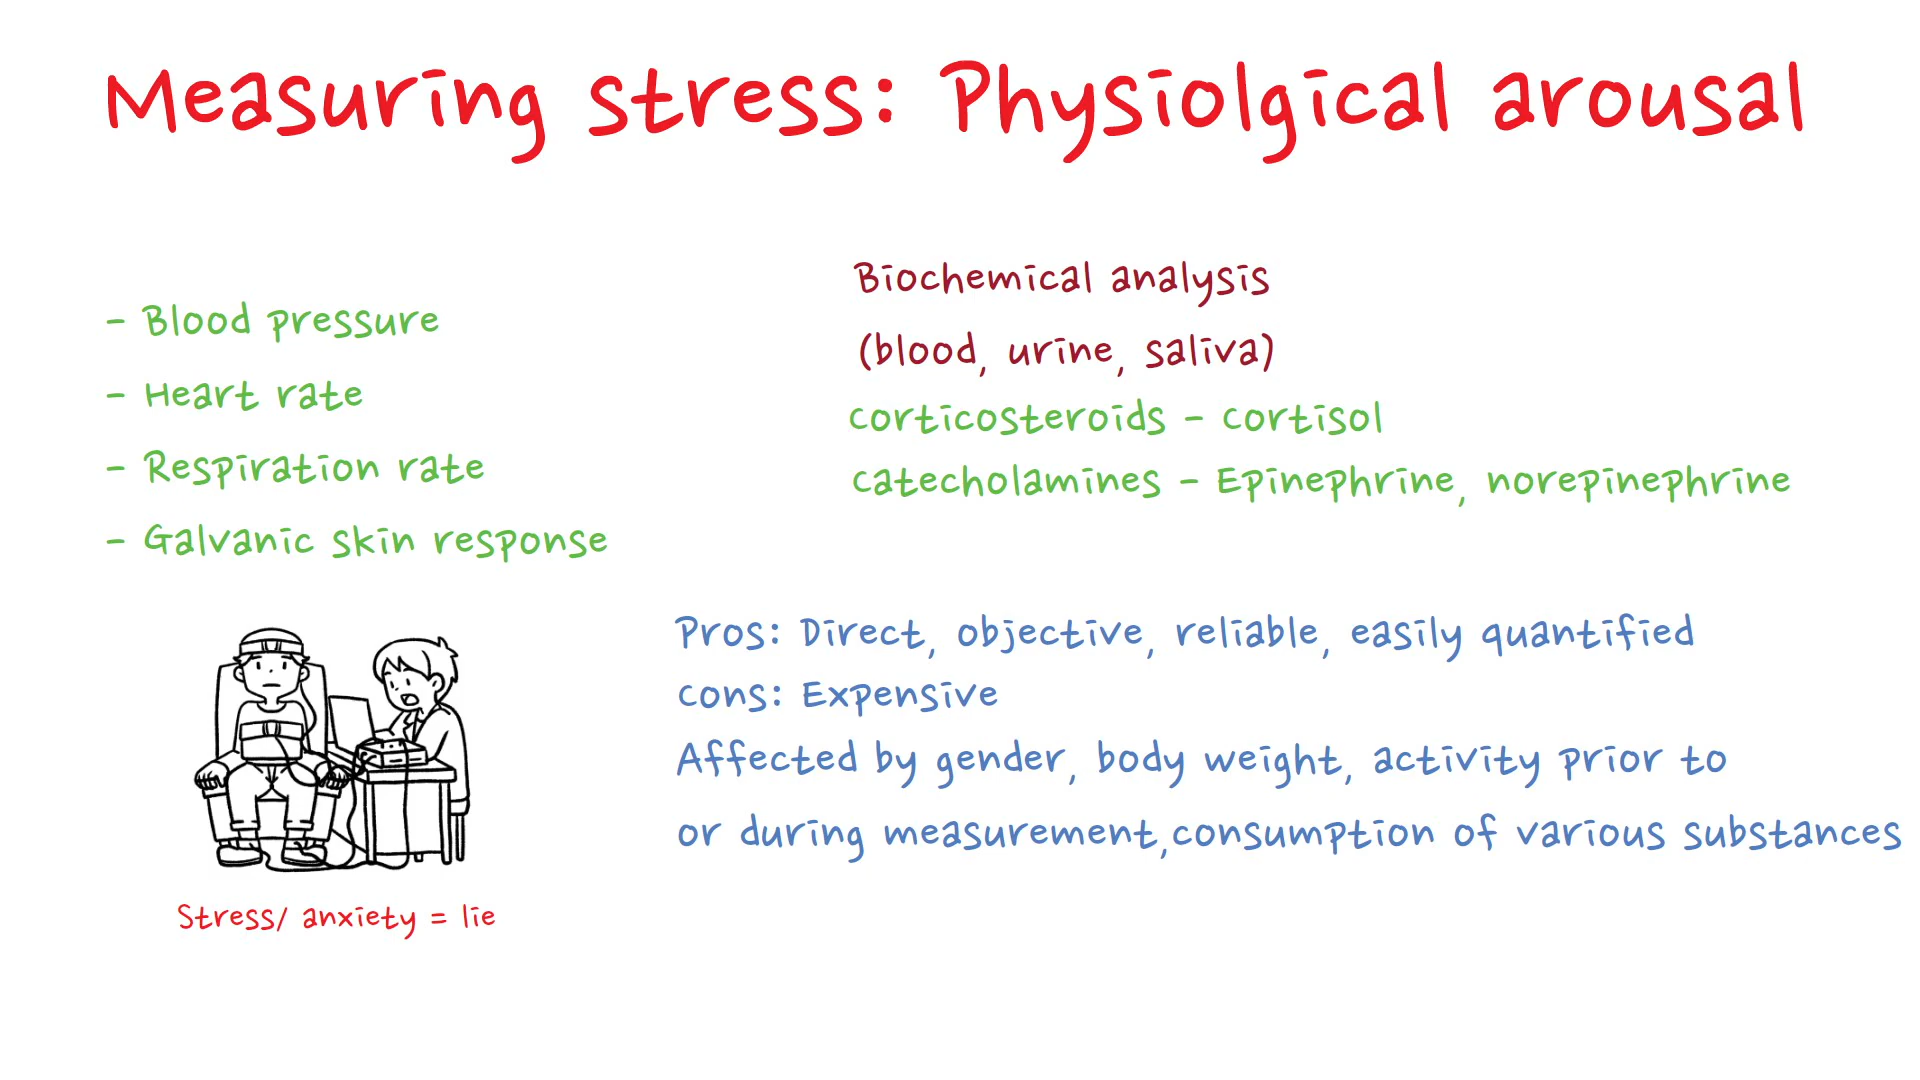 Measuring stress: Physiolgical arousal
- Blood pressure
- Heart rate
- Respiration rate
- Galvanic skin response
Biochemical analysis
(blood, urine, saliva)
Corticosteroids - Cortisol
Catecholamines - Epinephrine, norepinephrine
Pros: Direct, objective, reliable, easily quantified
Cons: Expensive
Affected by gender, body weight, activity prior to
or during measurement,consumption of various substances
Stress/ anxiety = lie